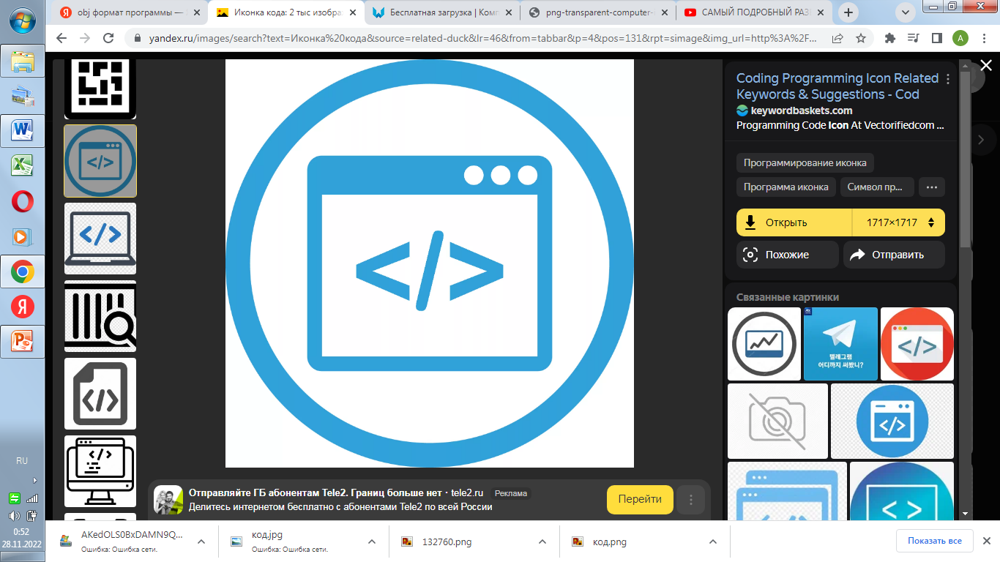 obj формат программы —
Иконка кода: 2 тыс изобра
Бесплатная загрузка | Комп
png-transparent-computer-
САМЫЙ ПОДРОБНЫЙ РАЗ
yandex.ru/images/search?text=Иконка%20кода&source=related-duck&lr=46&from=tabbar&p=4&pos=131&rpt=simage&img_url=http%3A%2F...
A
</>
Coding Programming Icon Related
Keywords & Suggestions - Cod
keywordbaskets.com
Programming Code Icon At Vectorifiedcom ...
Программирование иконка
Программа иконка
Символ пр...
Открыть
1717×1717
Похожие
Отправить
Связанные картинки
텔레그램
어디까지 써봤니?
</>
</>
Отправляйте ГБ абонентам Tele2. Границ больше нет · tele2.ru Реклама
Делитесь интернетом бесплатно с абонентами Tele2 по всей России
Перейти
RU
0:52
28.11.2022
AKedOLS0BxDAMN9Q...
Ошибка: Ошибка сети.
код.jpg
Ошибка: Ошибка сети.
132760.png
код.png
Показать все